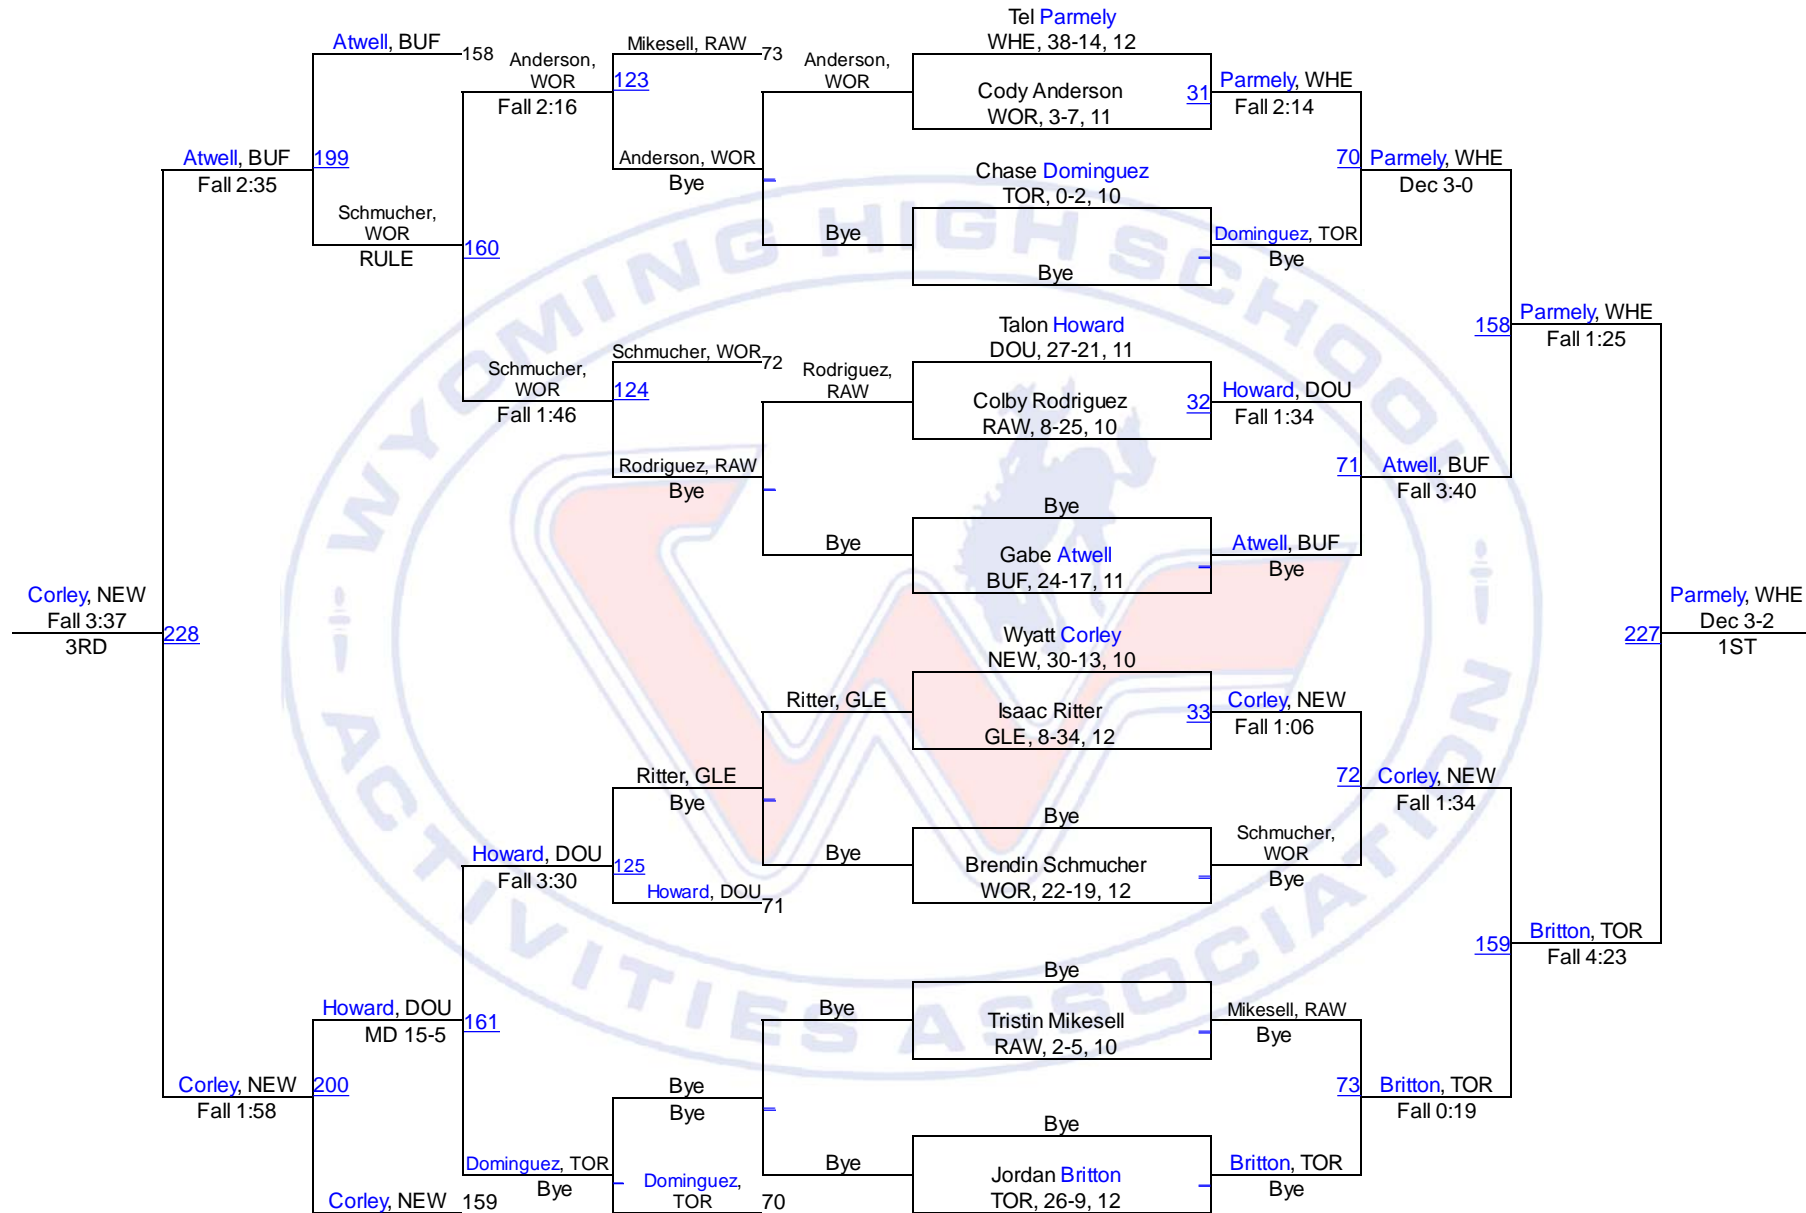 Tel Parmely
WHE, 38-14, 12
Atwell, BUF
158
Mikesell, RAW
73
Anderson,
WOR
Anderson,
WOR
123
Fall 2:16
Cody Anderson
WOR, 3-7, 11
31
Parmely, WHE
Fall 2:14
Atwell, BUF
Fall 2:35
199
Anderson, WOR
Bye
Chase Dominguez
TOR, 0-2, 10
70
Parmely, WHE
Dec 3-0
Schmucher,
WOR
RULE
160
Bye
Bye
Dominguez, TOR
Bye
Talon Howard
DOU, 27-21, 11
158
Parmely, WHE
Fall 1:25
Schmucher, WOR
72
Schmucher,
WOR
Fall 1:46
124
Rodriguez,
RAW
Colby Rodriguez
RAW, 8-25, 10
32
Howard, DOU
Fall 1:34
Rodriguez, RAW
Bye
71
Atwell, BUF
Fall 3:40
Bye
Bye
Gabe Atwell
BUF, 24-17, 11
Atwell, BUF
Bye
Corley, NEW
Fall 3:37
3RD
228
Wyatt Corley
NEW, 30-13, 10
227
Parmely, WHE
Dec 3-2
1ST
Ritter, GLE
Isaac Ritter
GLE, 8-34, 12
33
Corley, NEW
Fall 1:06
Ritter, GLE
Bye
72
Corley, NEW
Fall 1:34
Bye
Bye
Brendin Schmucher
WOR, 22-19, 12
Schmucher,
WOR
Bye
Howard, DOU
Fall 3:30
125
Howard, DOU
71
159
Britton, TOR
Fall 4:23
Bye
Howard, DOU
MD 15-5
161
Bye
Tristin Mikesell
RAW, 2-5, 10
Mikesell, RAW
Bye
Corley, NEW
Fall 1:58
200
Bye
Bye
73
Britton, TOR
Fall 0:19
Bye
Dominguez, TOR
Bye
Dominguez,
TOR
70
Bye
Jordan Britton
TOR, 26-9, 12
Britton, TOR
Bye
Corley, NEW
159
WYOMING HIGH SCHOOL
ACTIVITIES ASSOCIATION